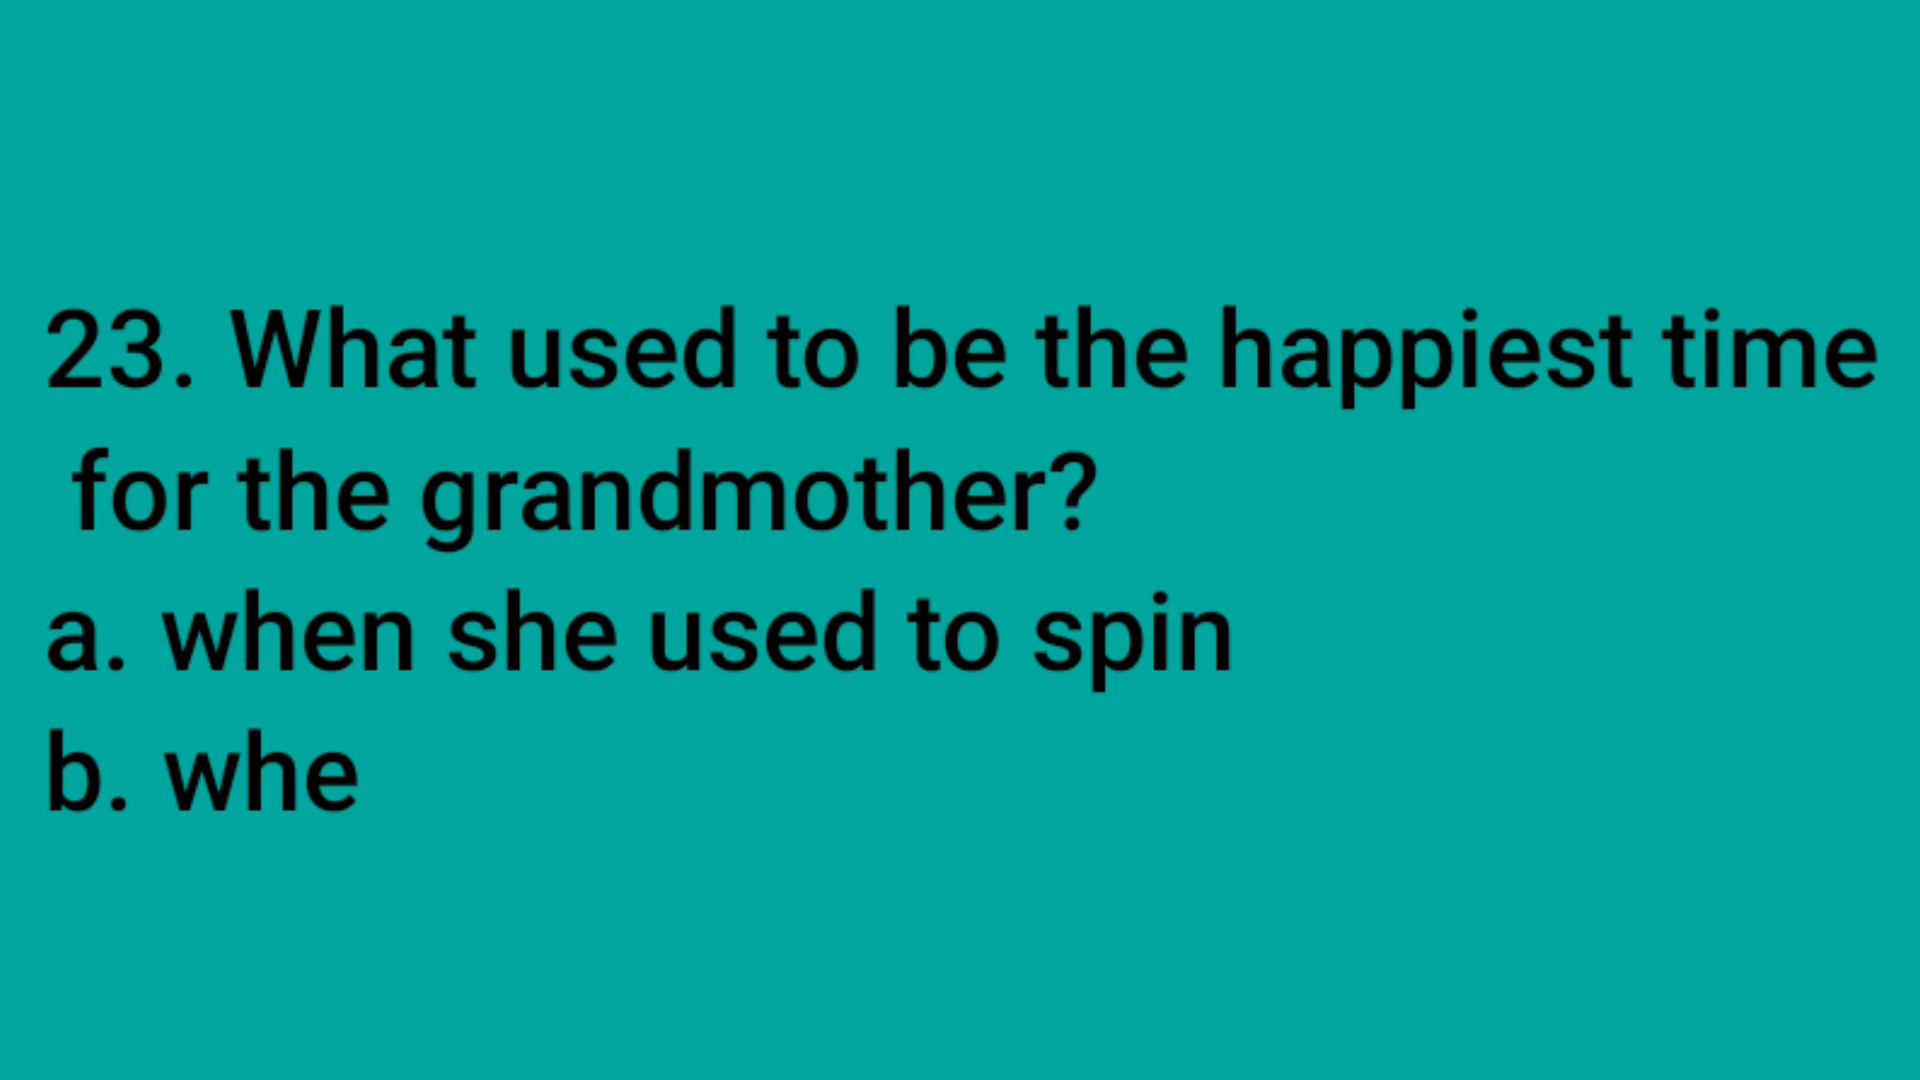 23. What used to be the happiest time
for the grandmother?
a. when she used to spin
b. whe